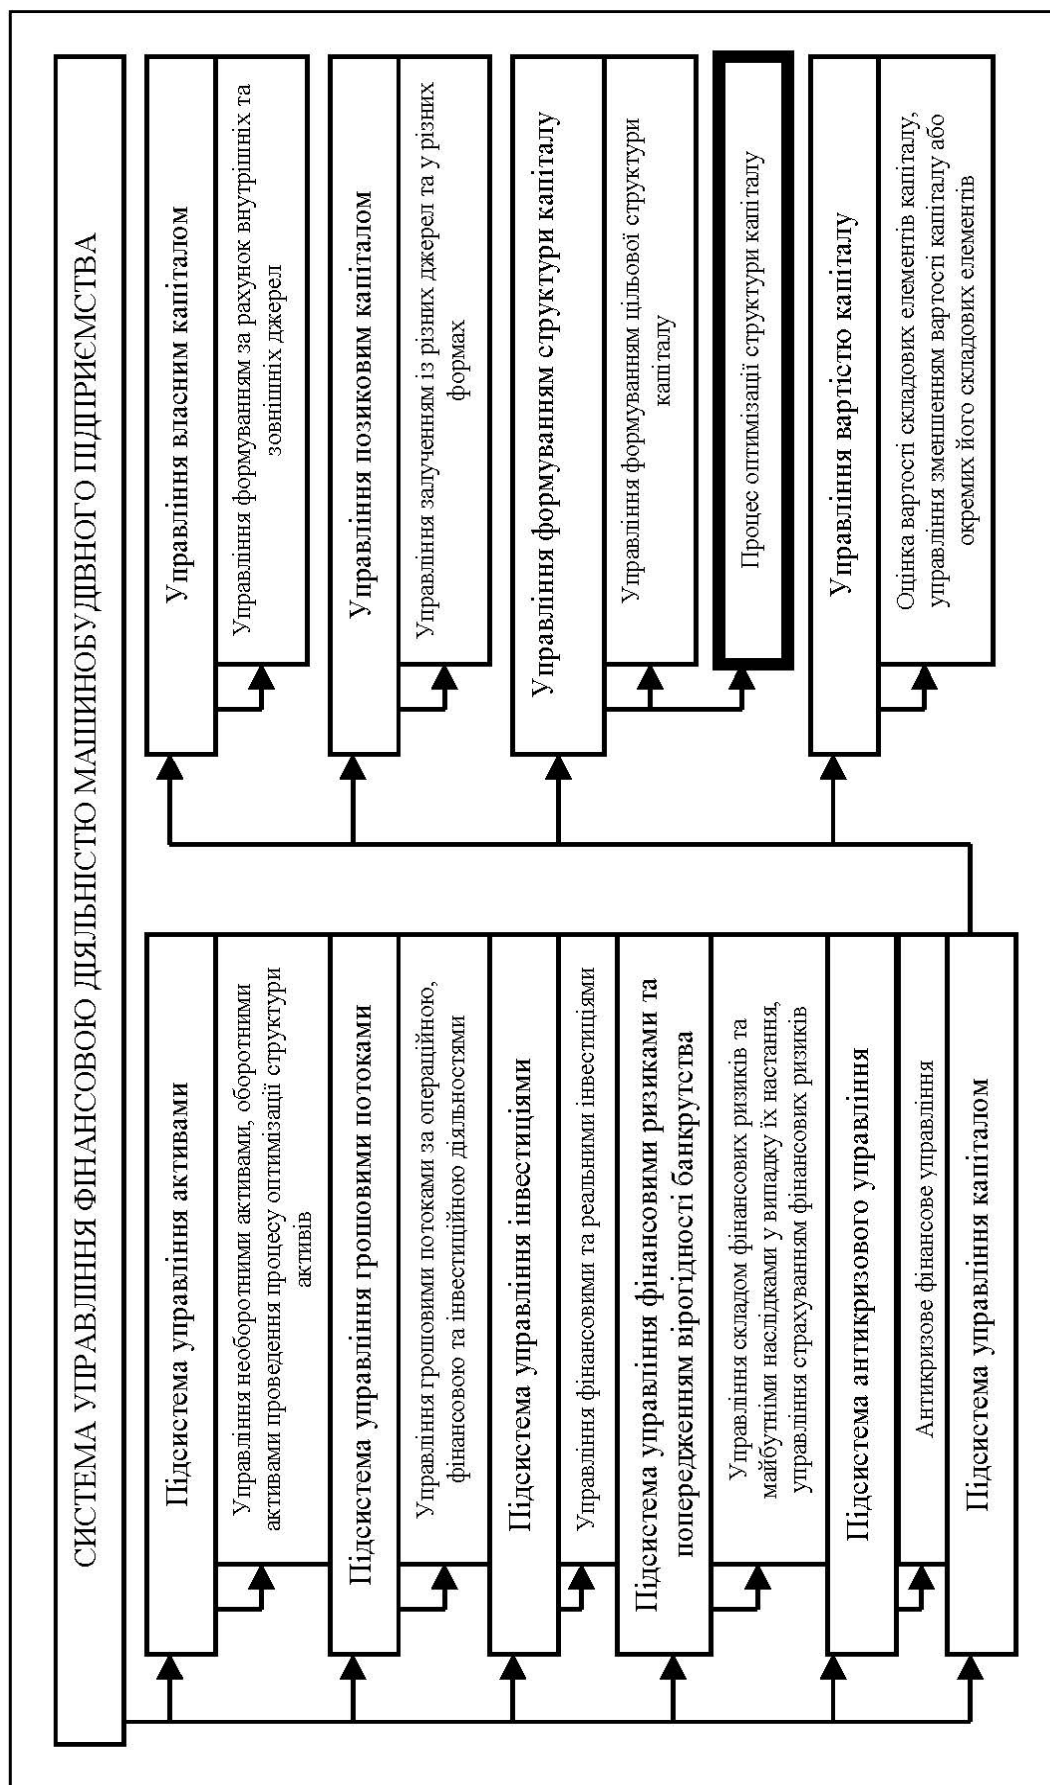 СИСТЕМА УПРАВЛІННЯ ФІНАНСОВОЮ ДІЯЛЬНІСТЮ МАШИНОБУДІВНОГО ПІДПРИЄМСТВА
Підсистема управління активами
Управління необоротними активами, оборотними
активами проведення процесу оптимізації структури
активів
Підсистема управління грошовими потоками
Управління грошовими потоками за операційною,
фінансовою та інвестиційною діяльностями
Підсистема управління інвестиціями
Управління фінансовими та реальними інвестиціями
Підсистема управління фінансовими ризиками та
попередженням вірогідності банкрутства
Управління складом фінансових ризиків та
майбутніми наслідками у випадку їх настання,
управління страхуванням фінансових ризиків
Підсистема антикризового управління
Антикризове фінансове управління
Підсистема управління капіталом
Управління власним капіталом
Управління формуванням за рахунок внутрішніх та
зовнішніх джерел
Управління позиковим капіталом
Управління залученням із різних джерел та у різних
формах
Управління формуванням структури капіталу
Управління формуванням цільової структури
капіталу
Процес оптимізації структури капіталу
Управління вартістю капіталу
Оцінка вартості складових елементів капіталу,
управління зменшенням вартості капіталу або
окремих його складових елементів